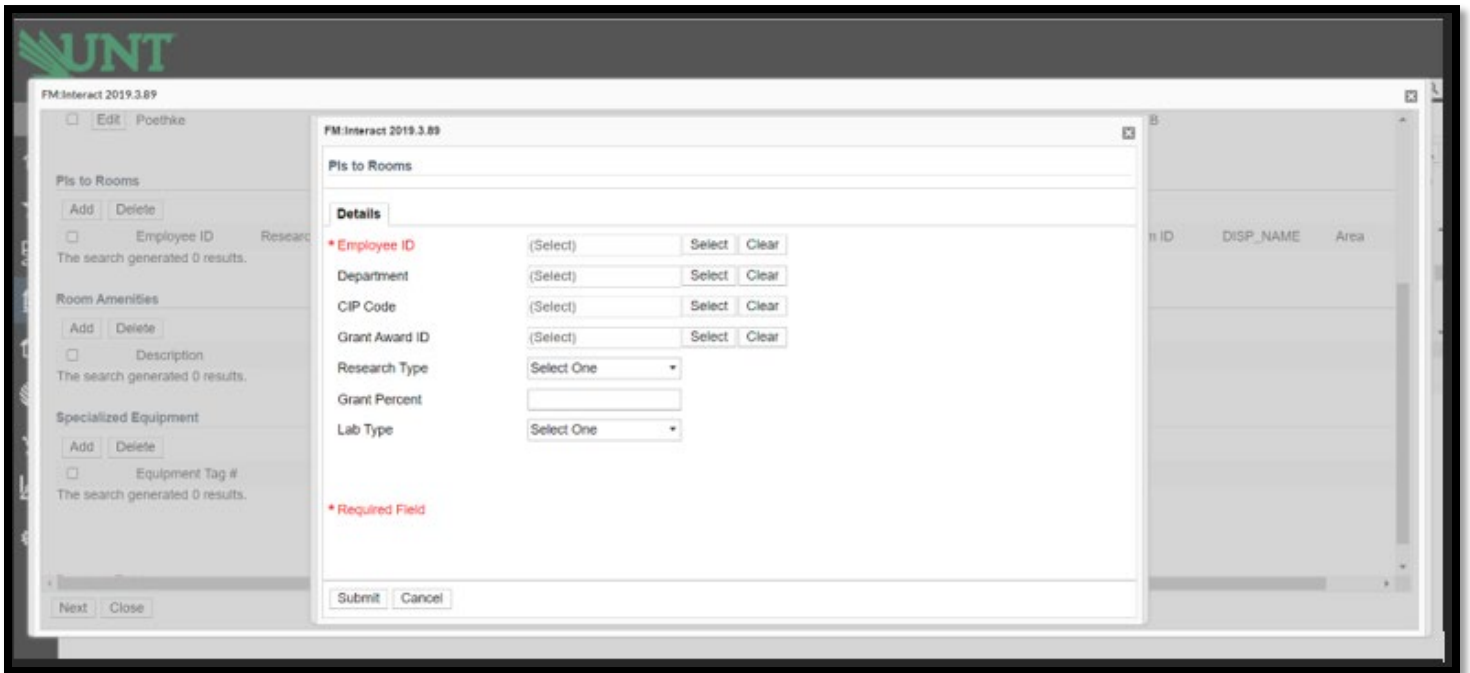 UNT
FM:Interact 2019.3.89
Edit Poethke
B
PIs to Rooms
Add Delete
Employee ID Researc
m ID DISP_NAME Area
The search generated 0 results.
Room Amenities
Add Delete
Description
The search generated 0 results.
Specialized Equipment
Add Delete
Equipment Tag #
The search generated 0 results.
Next Close
FM:Interact 2019.3.89
PIs to Rooms
Details
* Employee ID (Select) Select Clear
Department (Select) Select Clear
CIP Code (Select) Select Clear
Grant Award ID (Select) Select Clear
Research Type Select One
Grant Percent
Lab Type Select One
* Required Field
Submit Cancel